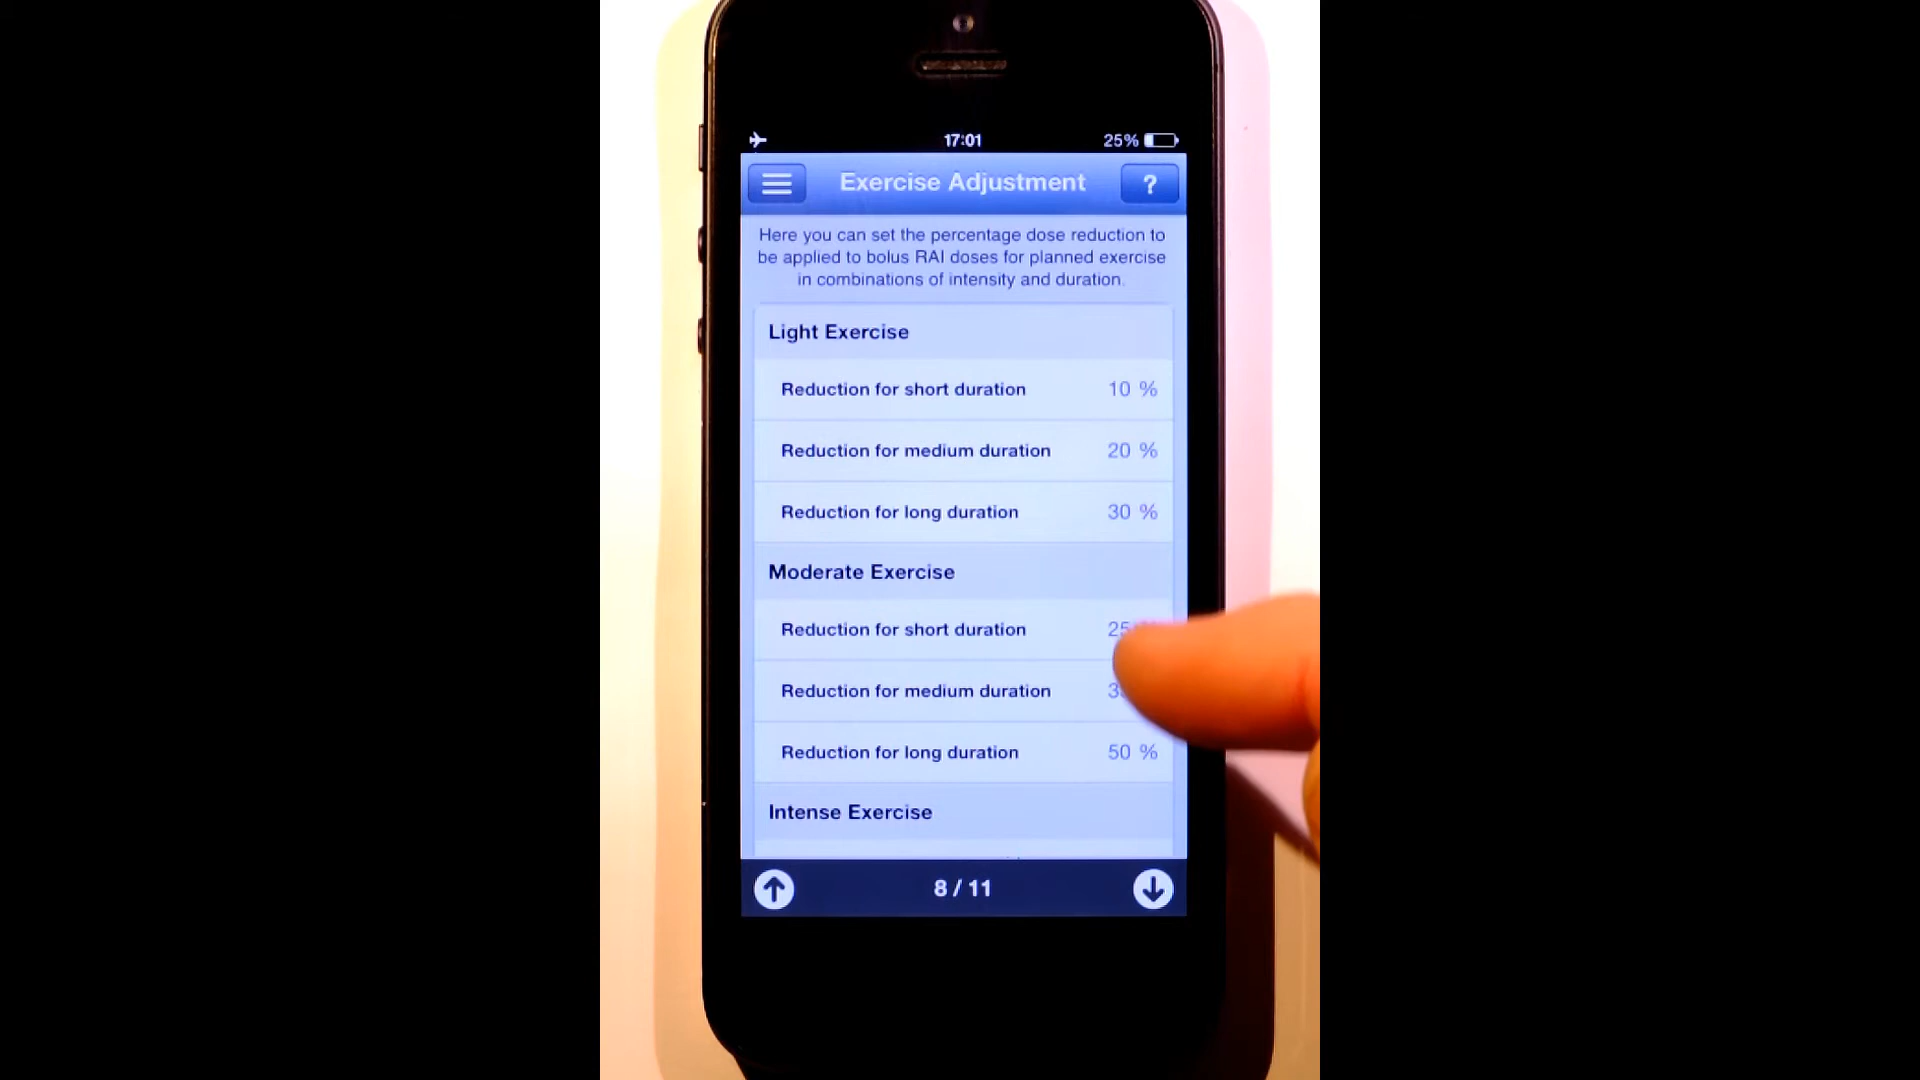 17:01
25%
Exercise Adjustment
?
Here you can set the percentage dose reduction to
be applied to bolus RAI doses for planned exercise
in combinations of intensity and duration.
Light Exercise
Reduction for short duration 10 %
Reduction for medium duration 20 %
Reduction for long duration 30 %
Moderate Exercise
Reduction for short duration 25
Reduction for medium duration
Reduction for long duration 50 %
Intense Exercise
8 / 11